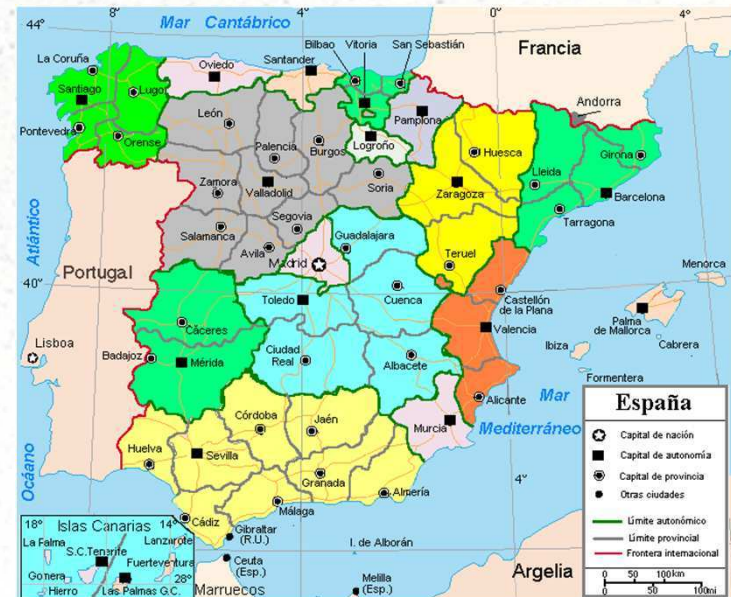 44°
8°
Mar Cantábrico
4°
0°
4°
Francia
La Coruña
Oviedo
Santander
Bilbao
Vitoria
San Sebastián
Santiago
Lugo
Andorra
Pamplona
Pontevedra
Orense
León
Palencia
Burgos
Logroño
Huesca
Girona
Lleida
Zamora
Valladolid
Soria
Zaragoza
Barcelona
Tarragona
Salamanca
Segovia
Avila
Guadalajara
Atlántico
Madrid
Teruel
Portugal
40°
Menorca
Toledo
Cuenca
Castellón
de la Plana
Palma
de Mallorca
Cáceres
Valencia
Lisboa
Badajoz
Mérida
Ciudad
Real
Albacete
Ibiza
Cabrera
Formentera
Alicante
Mar
Mediterráneo
Córdoba
Jaén
Murcia
Huelva
Sevilla
Granada
Almería
4°
Océano
Cádiz
Málaga
Gibraltar
(R.U.)
Ceuta
(Esp.)
I. de Alborán
Melilla
(Esp.)
Marruecos
Argelia
18°
Islas Canarias
14°
La Palma
S.C.Tenerife
Lanzarote
Fuerteventura
Gomera
28°
Hierro
Las Palmas G.C.
España
Capital de nación
Capital de autonomía
Capital de provincia
Otras ciudades
Límite autonómico
Límite provincial
Frontera internacional
0 50 100km
0 50 100mi